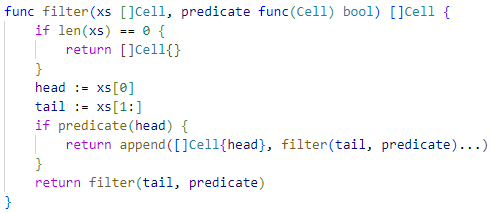 func filter(xs []Cell, predicate func(Cell) bool) []Cell {
    if len(xs) == 0 {
        return []Cell{}
    }
    head := xs[0]
    tail := xs[1:]
    if predicate(head) {
        return append([]Cell{head}, filter(tail, predicate)...)
    }
    return filter(tail, predicate)
}